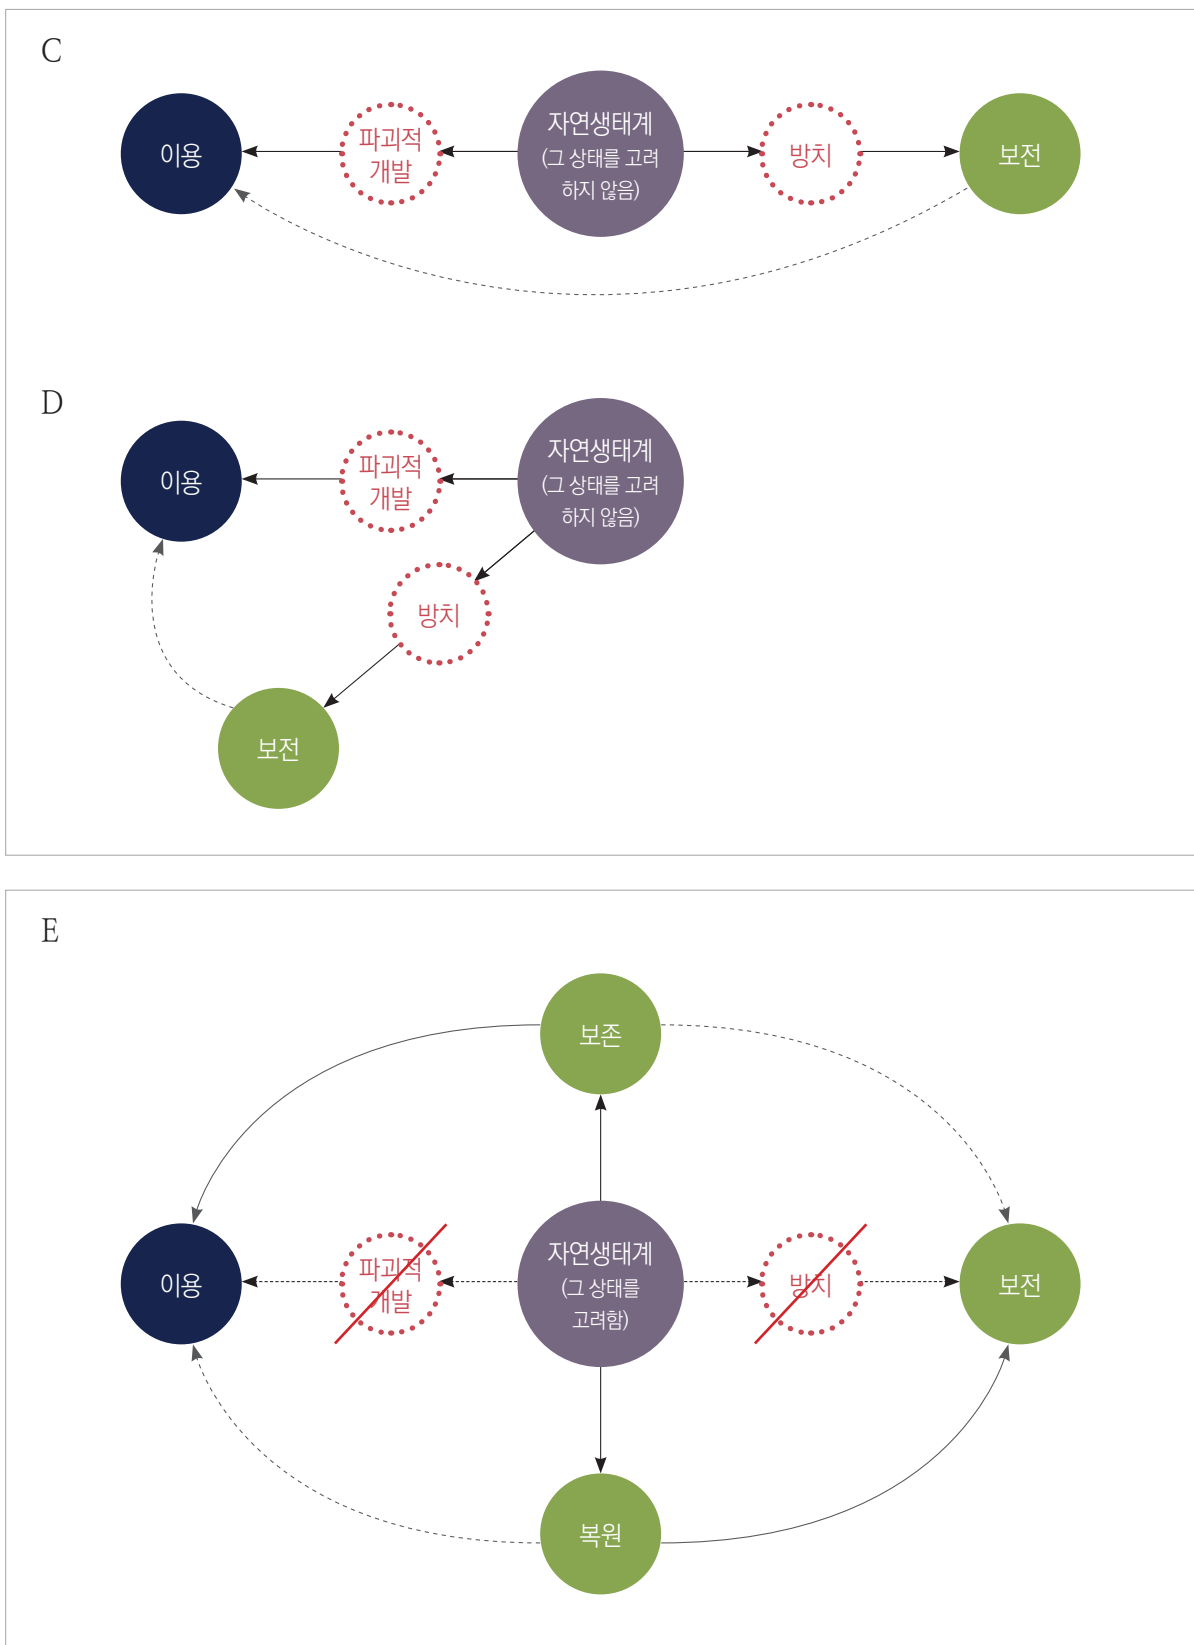 C
이용
파괴적
개발
자연생태계
(그 상태를 고려
하지 않음)
방치
보전
D
이용
파괴적
개발
자연생태계
(그 상태를 고려
하지 않음)
방치
보전
E
보존
이용
파괴적
개발
자연생태계
(그 상태를
고려함)
방치
보전
복원